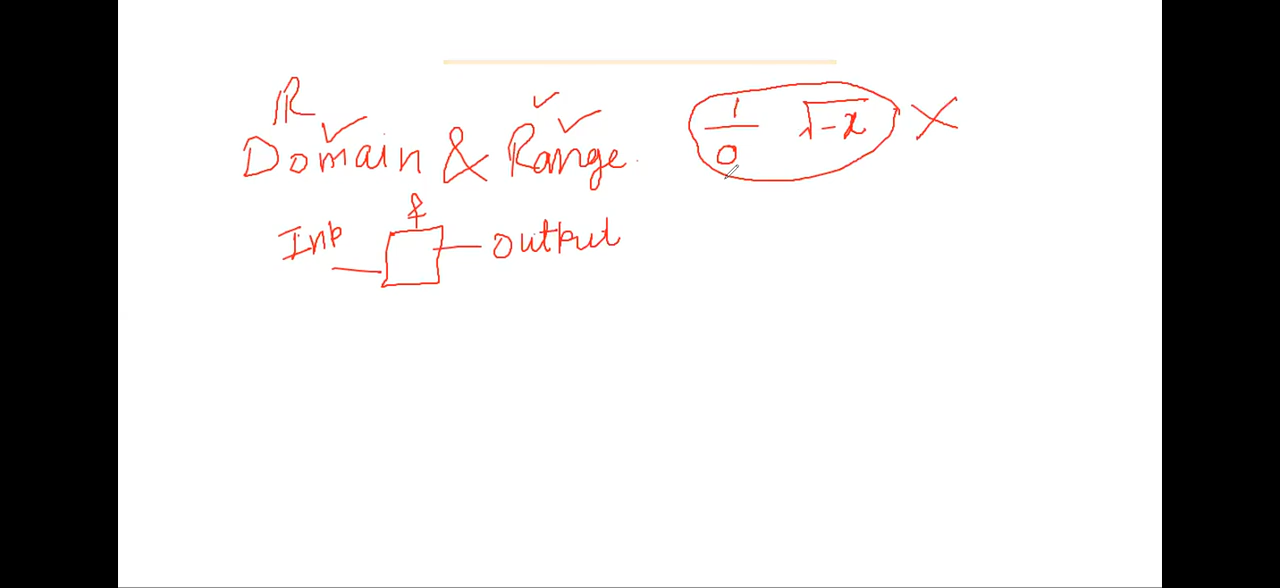 ℝ
Domain & Range.
1/0 √-x ×
f
Inp
output